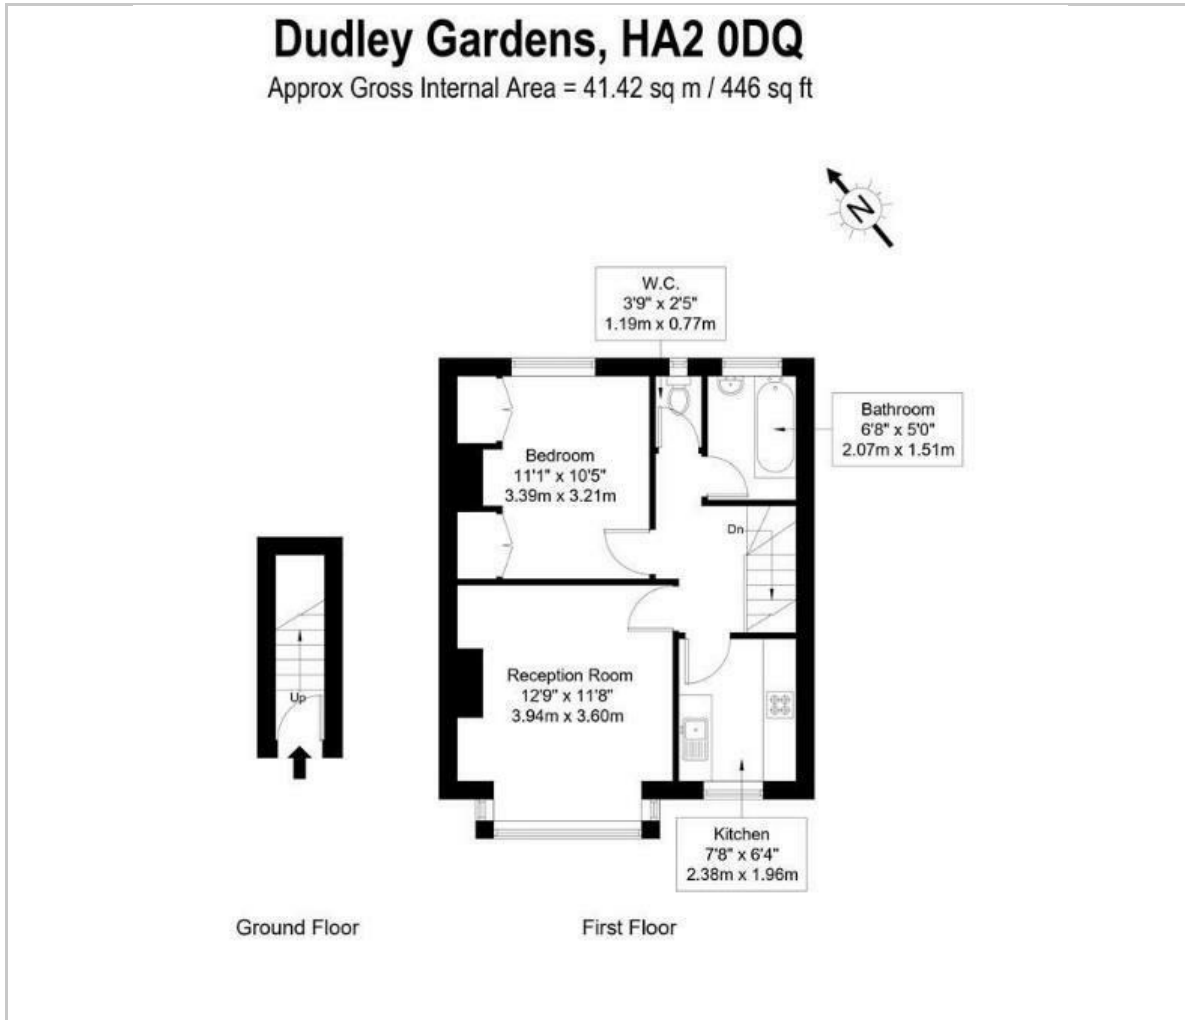 Dudley Gardens, HA2 0DQ
Approx Gross Internal Area = 41.42 sq m / 446 sq ft
N
W.C.
3'9" x 2'5"
1.19m x 0.77m
Bathroom
6'8" x 5'0"
2.07m x 1.51m
Bedroom
11'1" x 10'5"
3.39m x 3.21m
Dn
Reception Room
12'9" x 11'8"
3.94m x 3.60m
Up
Kitchen
7'8" x 6'4"
2.38m x 1.96m
Ground Floor
First Floor